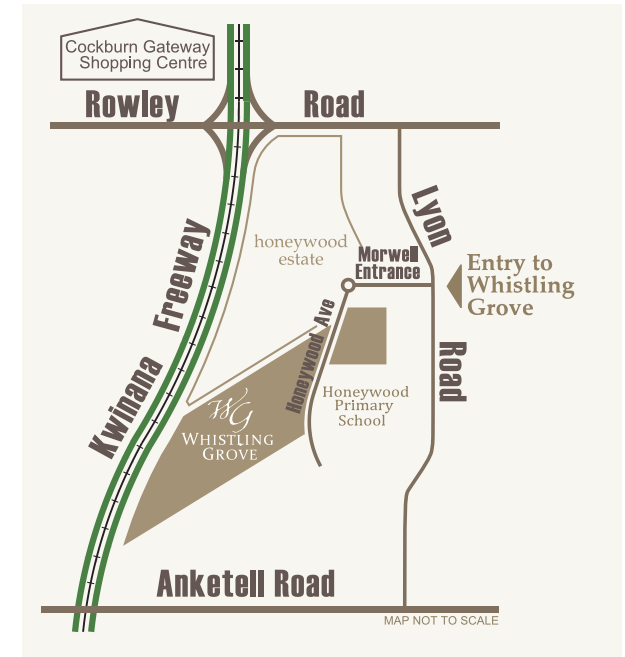 Cockburn Gateway
Shopping Centre
Rowley Road
Kwinana Freeway
Lyon Road
honeywood
estate
Morwell
Entrance
Entry to
Whistling
Grove
Honeywood Ave
WG
WHISTLING
GROVE
Honeywood
Primary
School
Anketell Road
MAP NOT TO SCALE